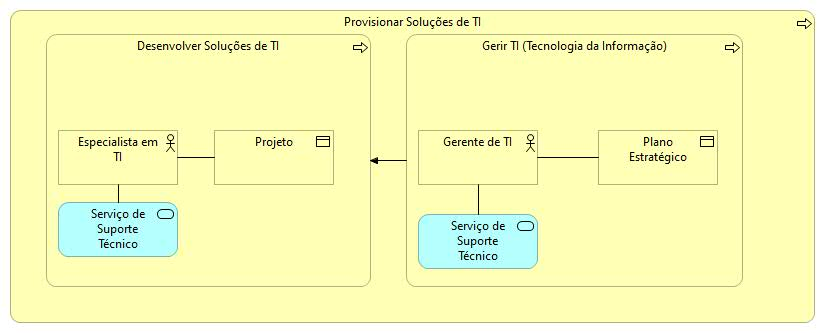 Provisionar Soluções de TI
Desenvolver Soluções de TI
Gerir TI (Tecnologia da Informação)
Especialista em
TI
Projeto
Gerente de TI
Plano
Estratégico
Serviço de
Suporte
Técnico
Serviço de
Suporte
Técnico